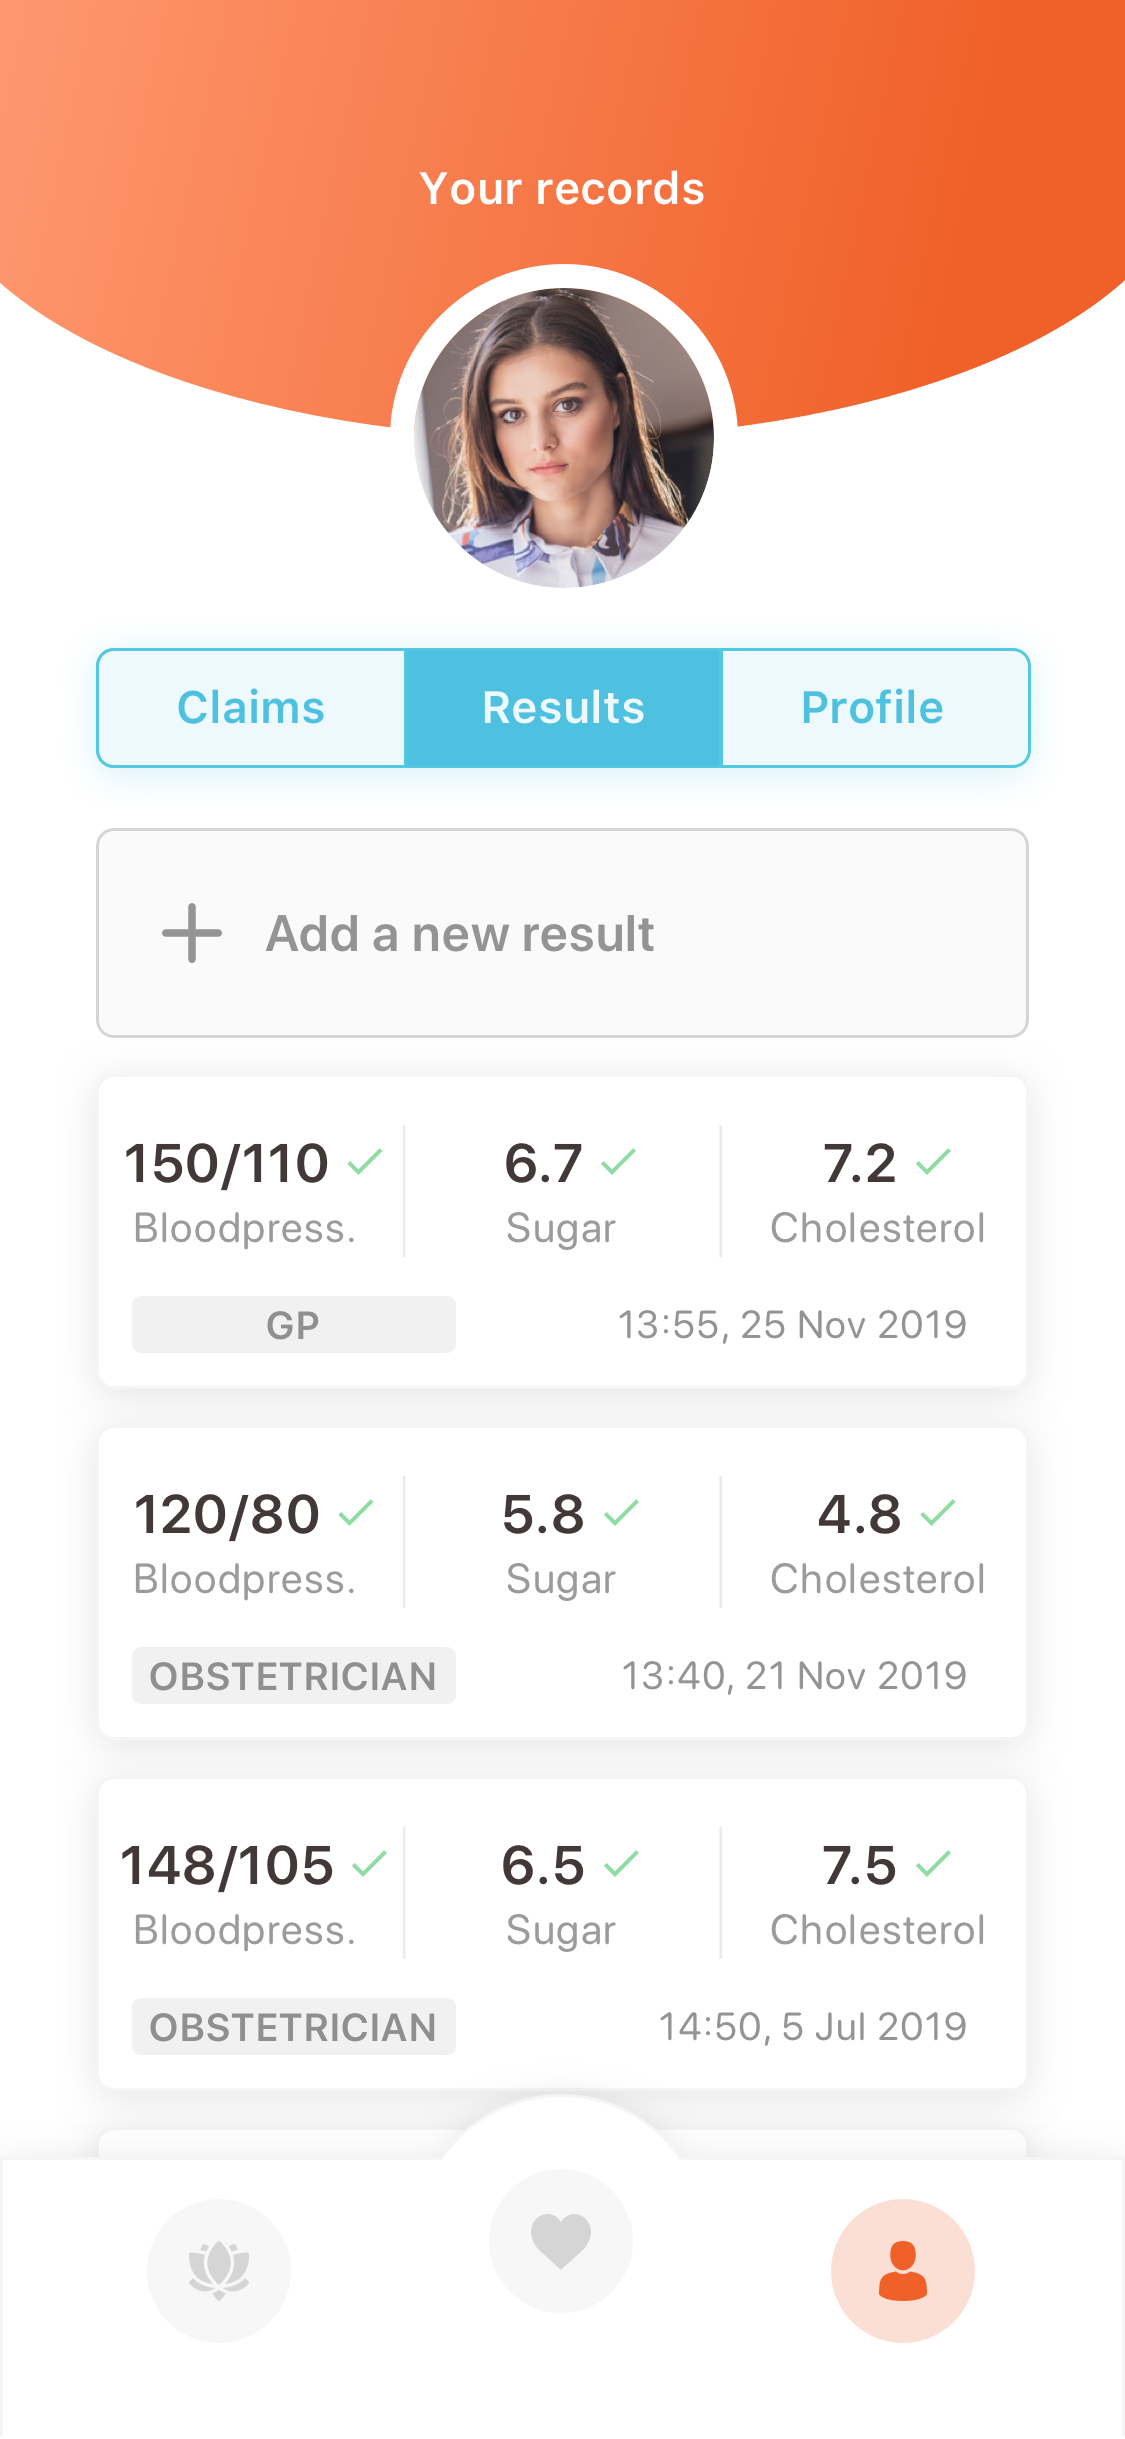 Your records
Claims Results Profile
Add a new result
150/110 6.7 7.2
Bloodpress. Sugar Cholesterol
GP 13:55, 25 Nov 2019
120/80 5.8 4.8
Bloodpress. Sugar Cholesterol
OBSTETRICIAN 13:40, 21 Nov 2019
148/105 6.5 7.5
Bloodpress. Sugar Cholesterol
OBSTETRICIAN 14:50, 5 Jul 2019